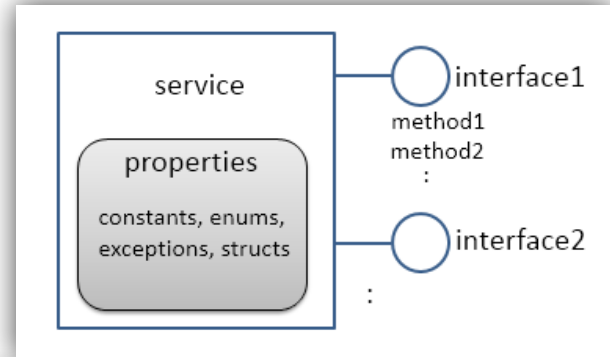 service
properties
constants, enums,
exceptions, structs
interface1
method1
method2
:
interface2
: